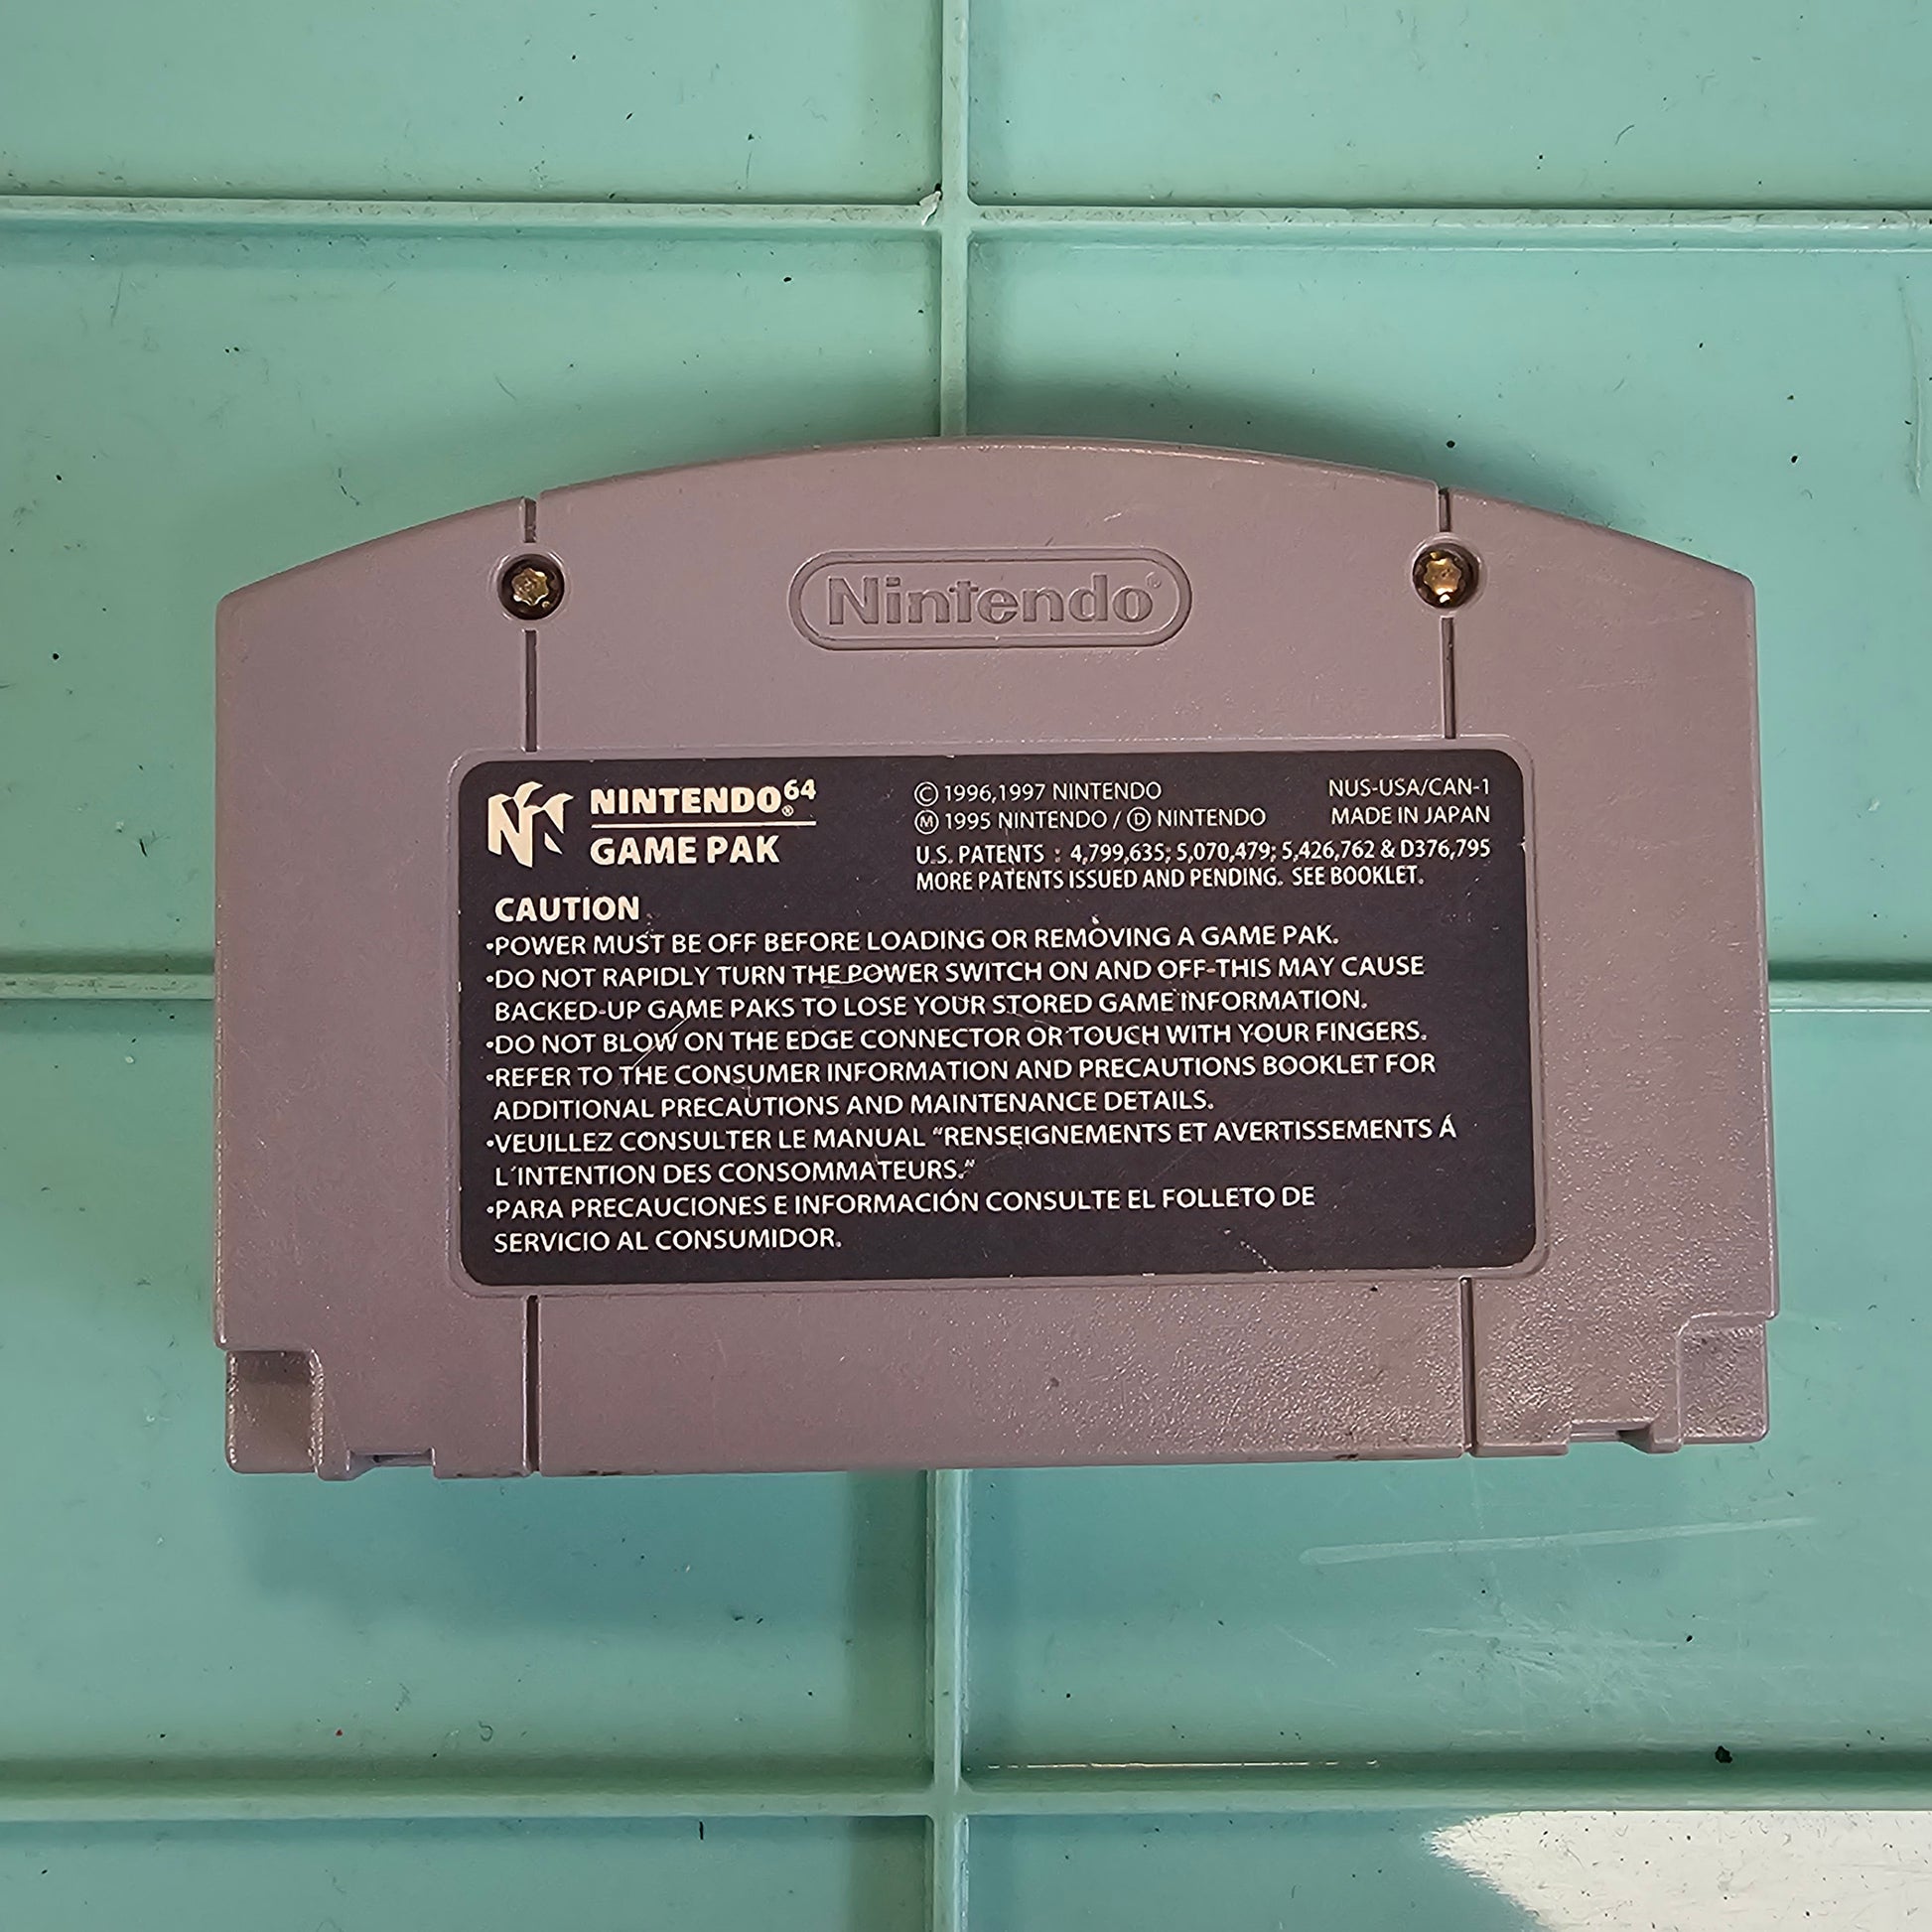 Nintendo®
NINTENDO64®
GAME PAK
© 1996,1997 NINTENDO
Ⓜ 1995 NINTENDO / Ⓓ NINTENDO
NUS-USA/CAN-1
MADE IN JAPAN
U.S. PATENTS : 4,799,635; 5,070,479; 5,426,762 & D376,795
MORE PATENTS ISSUED AND PENDING. SEE BOOKLET.
CAUTION
•POWER MUST BE OFF BEFORE LOADING OR REMOVING A GAME PAK.
•DO NOT RAPIDLY TURN THE POWER SWITCH ON AND OFF-THIS MAY CAUSE
BACKED-UP GAME PAKS TO LOSE YOUR STORED GAME INFORMATION.
•DO NOT BLOW ON THE EDGE CONNECTOR OR TOUCH WITH YOUR FINGERS.
•REFER TO THE CONSUMER INFORMATION AND PRECAUTIONS BOOKLET FOR
ADDITIONAL PRECAUTIONS AND MAINTENANCE DETAILS.
•VEUILLEZ CONSULTER LE MANUAL "RENSEIGNEMENTS ET AVERTISSEMENTS Á
L´INTENTION DES CONSOMMATEURS."
•PARA PRECAUCIONES E INFORMACIÓN CONSULTE EL FOLLETO DE
SERVICIO AL CONSUMIDOR.